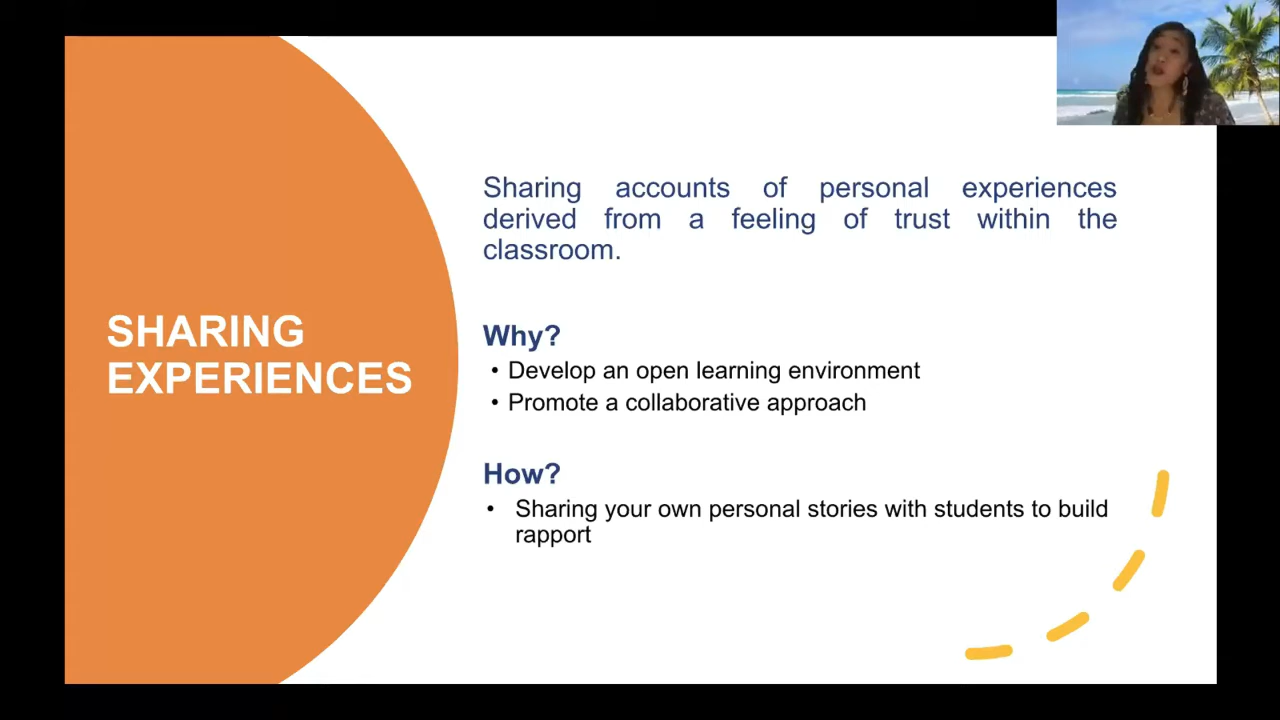 SHARING
EXPERIENCES
Sharing accounts of personal experiences
derived from a feeling of trust within the
classroom.
Why?
• Develop an open learning environment
• Promote a collaborative approach
How?
• Sharing your own personal stories with students to build
rapport